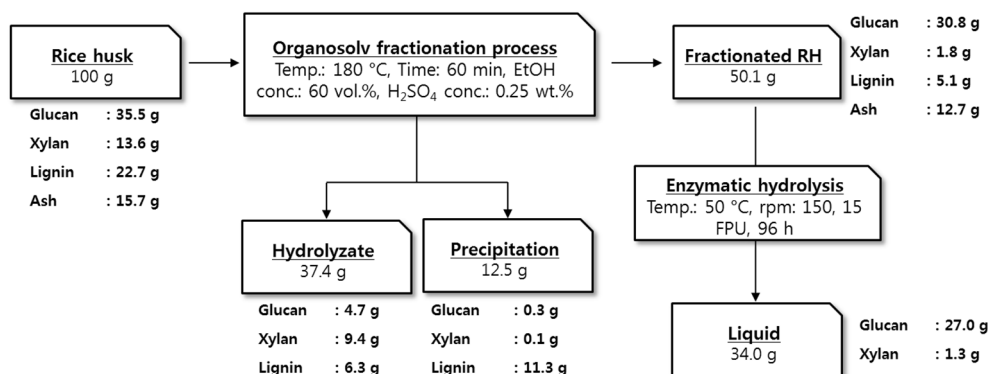 Rice husk
100 g
Glucan : 35.5 g
Xylan : 13.6 g
Lignin : 22.7 g
Ash : 15.7 g
Organosolv fractionation process
Temp.: 180 °C, Time: 60 min, EtOH
conc.: 60 vol.%, H₂SO₄ conc.: 0.25 wt.%
Fractionated RH
50.1 g
Glucan : 30.8 g
Xylan : 1.8 g
Lignin : 5.1 g
Ash : 12.7 g
Hydrolyzate
37.4 g
Glucan : 4.7 g
Xylan : 9.4 g
Lignin : 6.3 g
Precipitation
12.5 g
Glucan : 0.3 g
Xylan : 0.1 g
Lignin : 11.3 g
Enzymatic hydrolysis
Temp.: 50 °C, rpm: 150, 15
FPU, 96 h
Liquid
34.0 g
Glucan : 27.0 g
Xylan : 1.3 g